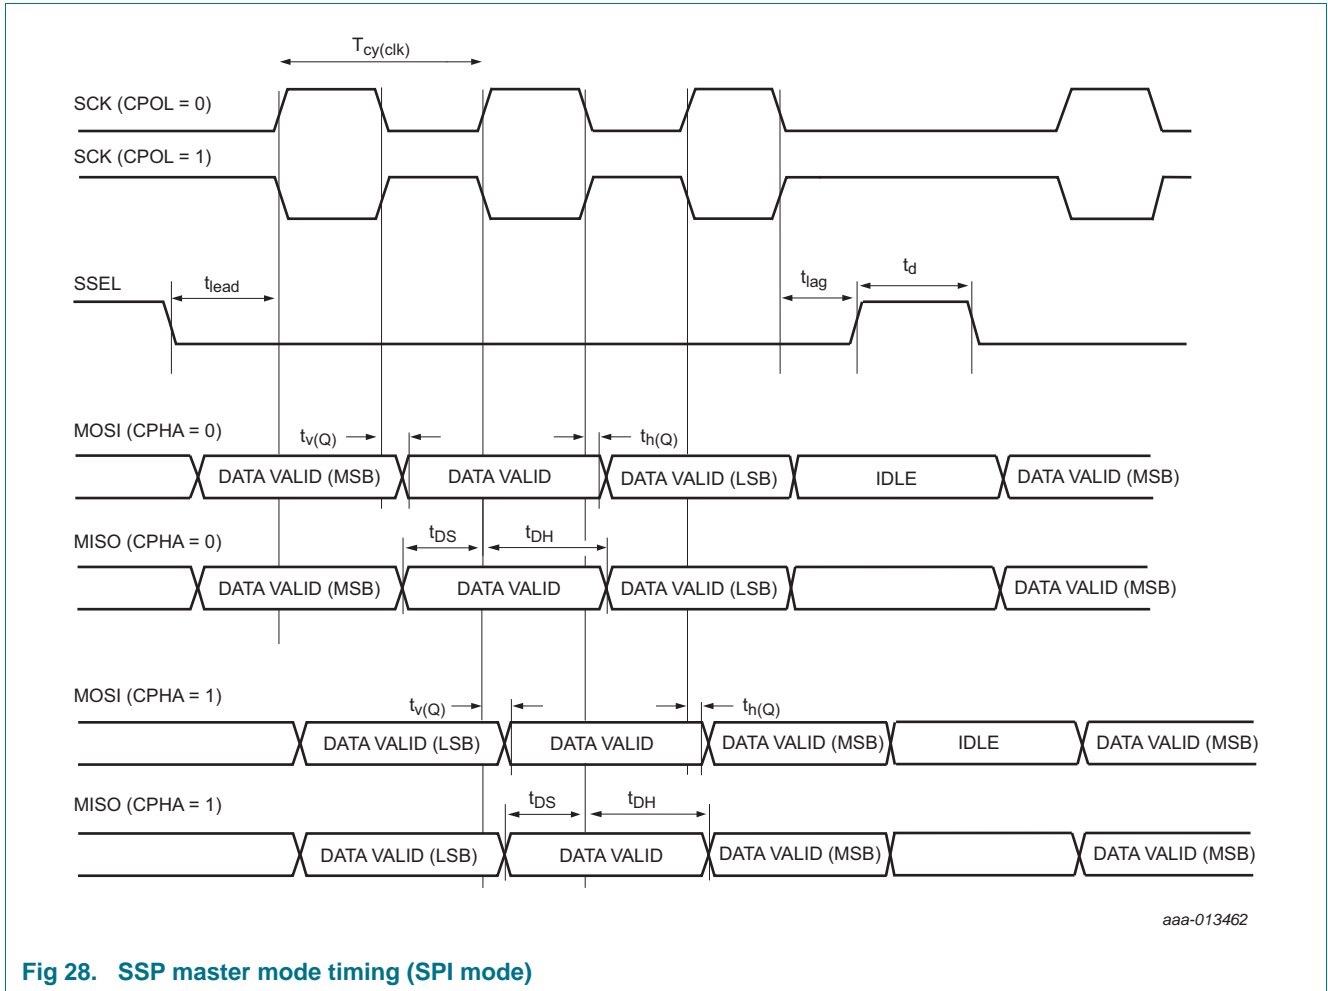 Tcy(clk)
SCK (CPOL = 0)
SCK (CPOL = 1)
SSEL
tlead
tlag
td
MOSI (CPHA = 0)
tv(Q)
th(Q)
DATA VALID (MSB)
DATA VALID
DATA VALID (LSB)
IDLE
DATA VALID (MSB)
MISO (CPHA = 0)
tDS
tDH
DATA VALID (MSB)
DATA VALID
DATA VALID (LSB)
DATA VALID (MSB)
MOSI (CPHA = 1)
tv(Q)
th(Q)
DATA VALID (LSB)
DATA VALID
DATA VALID (MSB)
IDLE
DATA VALID (MSB)
MISO (CPHA = 1)
tDS
tDH
DATA VALID (LSB)
DATA VALID
DATA VALID (MSB)
DATA VALID (MSB)
aaa-013462
Fig 28. SSP master mode timing (SPI mode)